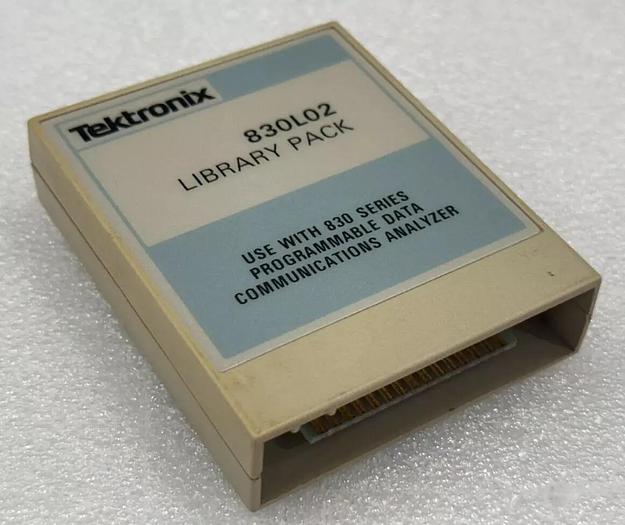 Tektronix
830L02
LIBRARY PACK
USE WITH 830 SERIES
PROGRAMMABLE DATA
COMMUNICATIONS ANALYZER